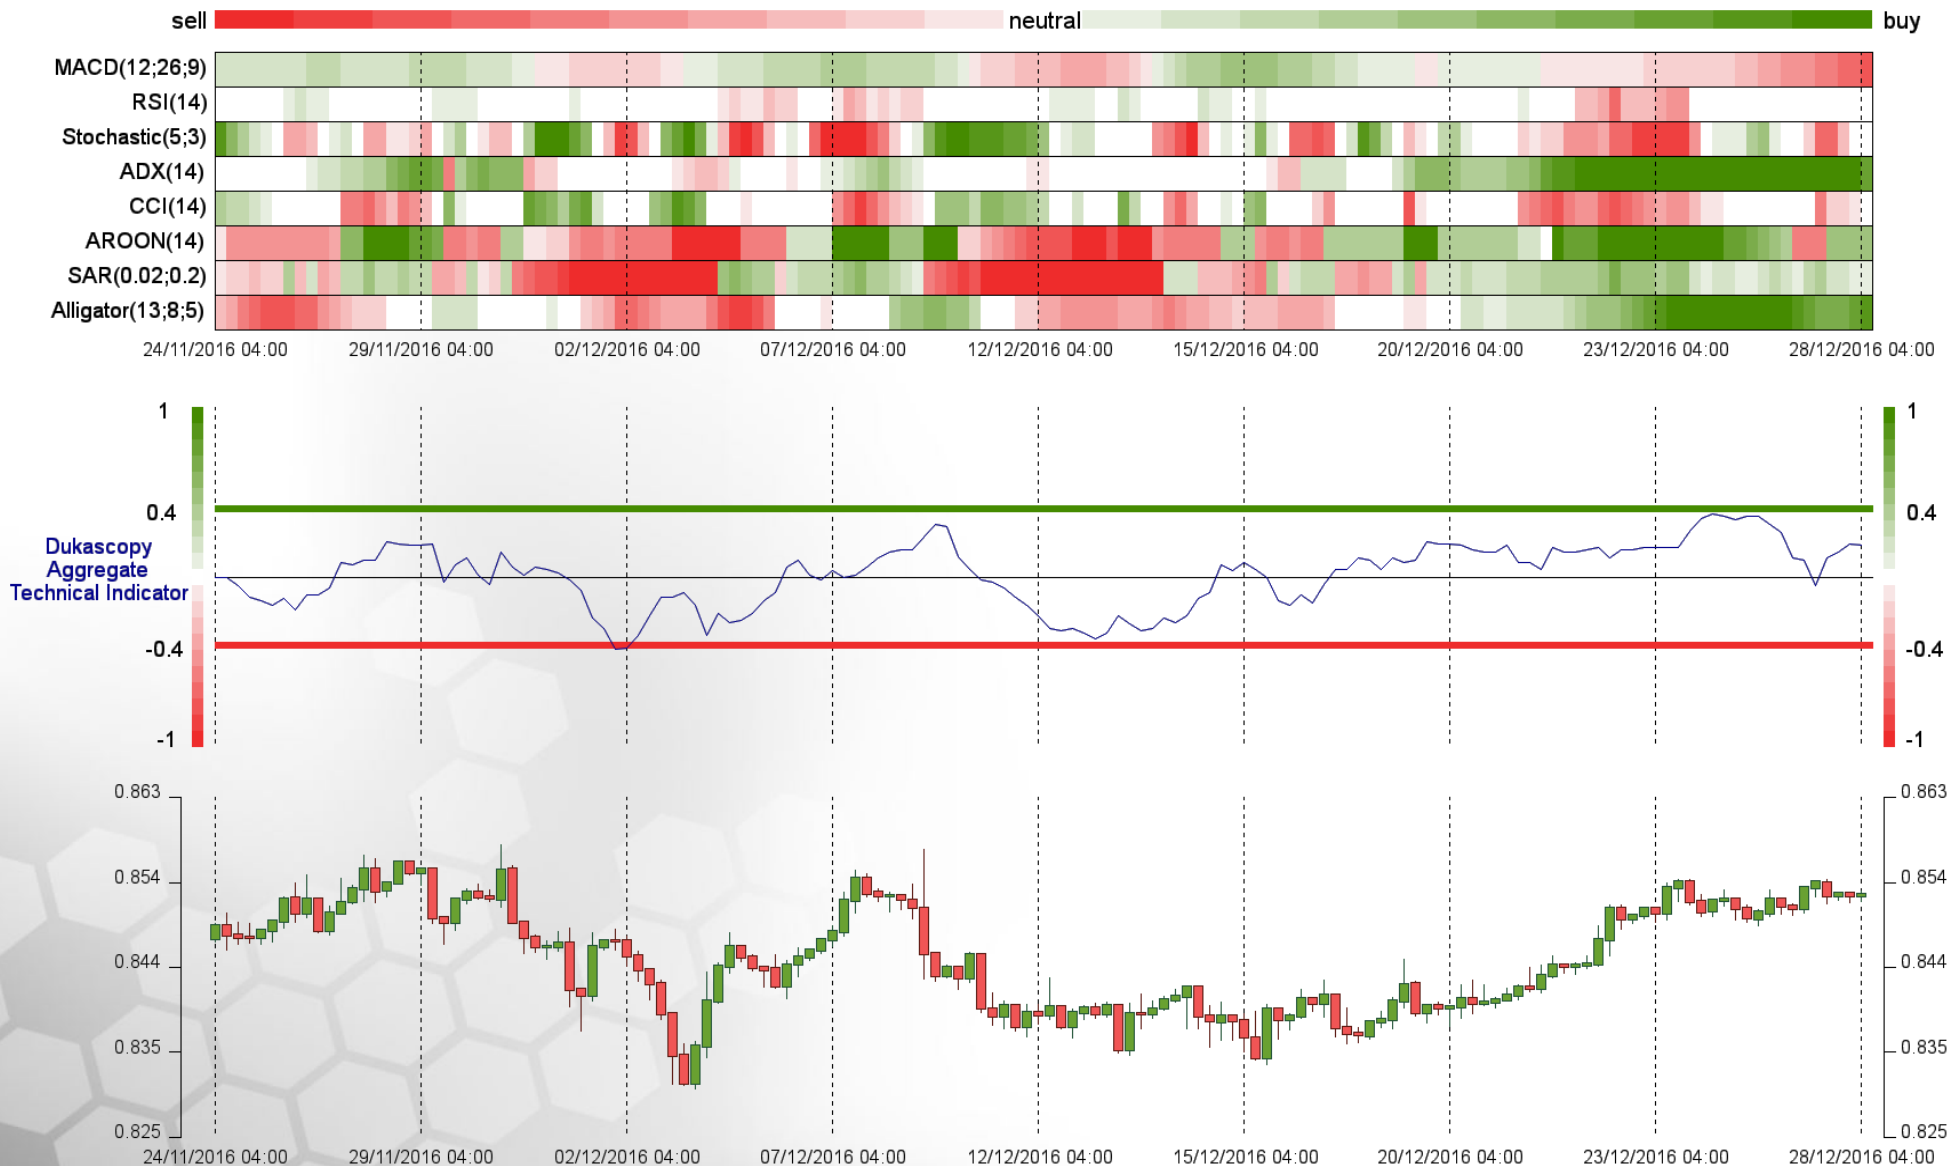 sell neutral buy
MACD(12;26;9)
RSI(14)
Stochastic(5;3)
ADX(14)
CCI(14)
AROON(14)
SAR(0.02;0.2)
Alligator(13;8;5)
24/11/2016 04:00 29/11/2016 04:00 02/12/2016 04:00 07/12/2016 04:00 12/12/2016 04:00 15/12/2016 04:00 20/12/2016 04:00 23/12/2016 04:00 28/12/2016 04:00
1 1
0.4 0.4
Dukascopy
Aggregate
Technical Indicator
-0.4 -0.4
-1 -1
0.863 0.863
0.854 0.854
0.844 0.844
0.835 0.835
0.825 0.825
24/11/2016 04:00 29/11/2016 04:00 02/12/2016 04:00 07/12/2016 04:00 12/12/2016 04:00 15/12/2016 04:00 20/12/2016 04:00 23/12/2016 04:00 28/12/2016 04:00